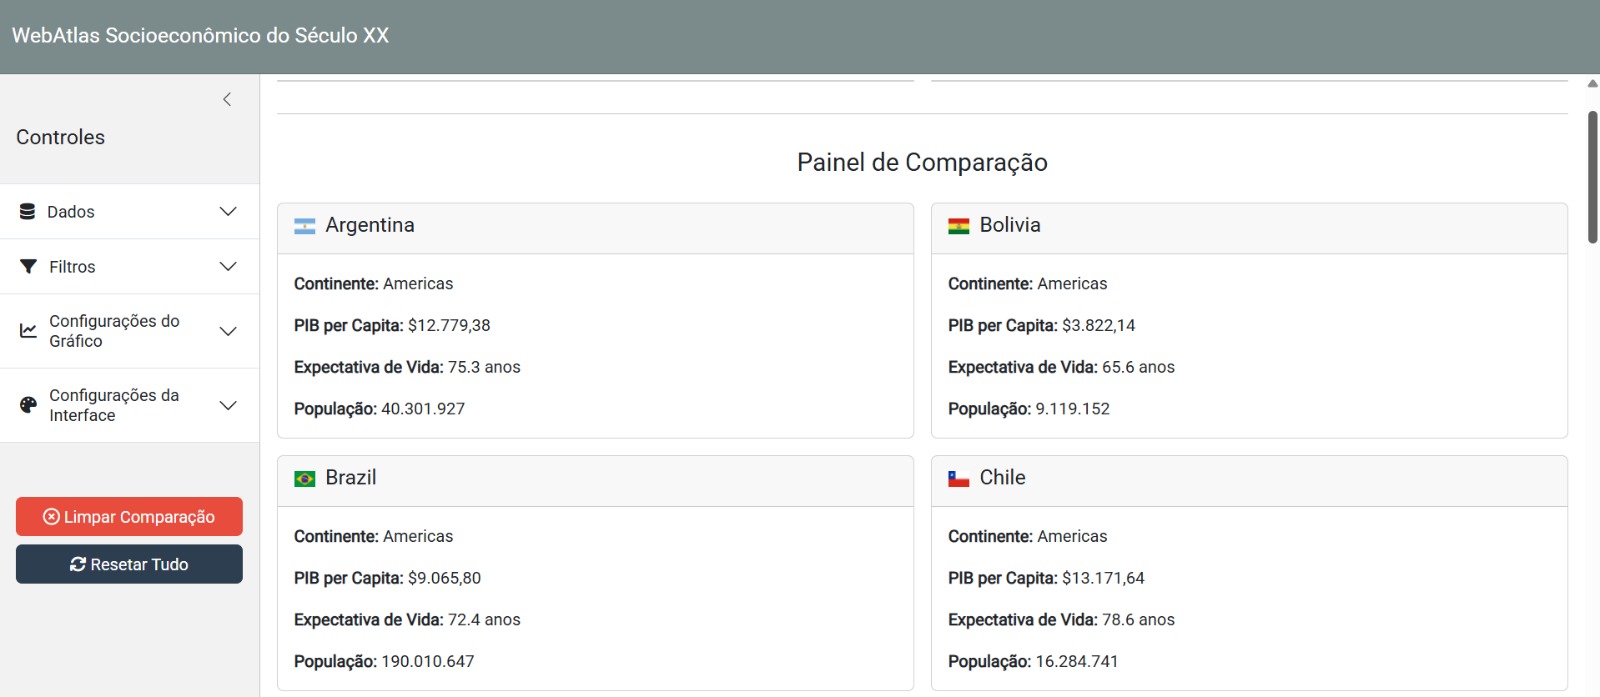 WebAtlas Socioeconômico do Século XX
Controles
Dados
Filtros
Configurações do
Gráfico
Configurações da
Interface
Limpar Comparação
Resetar Tudo
Painel de Comparação
Argentina
Continente: Americas
PIB per Capita: $12.779,38
Expectativa de Vida: 75.3 anos
População: 40.301.927
Bolivia
Continente: Americas
PIB per Capita: $3.822,14
Expectativa de Vida: 65.6 anos
População: 9.119.152
Brazil
Continente: Americas
PIB per Capita: $9.065,80
Expectativa de Vida: 72.4 anos
População: 190.010.647
Chile
Continente: Americas
PIB per Capita: $13.171,64
Expectativa de Vida: 78.6 anos
População: 16.284.741